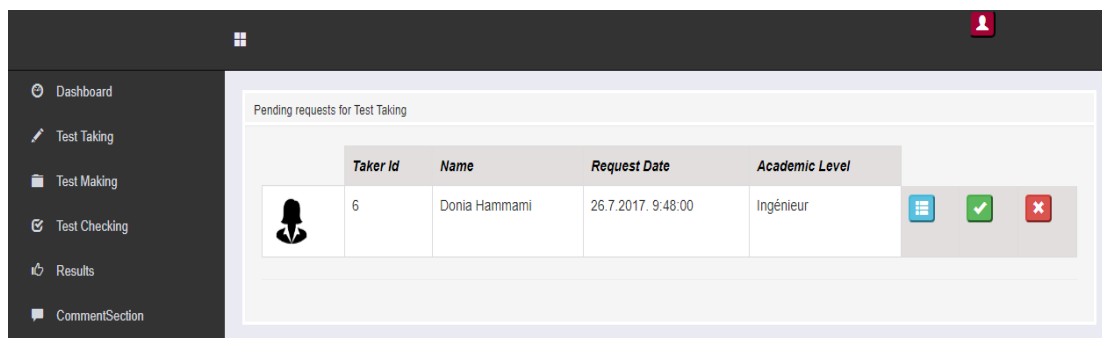 Dashboard
Test Taking
Test Making
Test Checking
Results
CommentSection
Pending requests for Test Taking
Taker Id Name Request Date Academic Level
6 Donia Hammami 26.7.2017. 9:48:00 Ingénieur